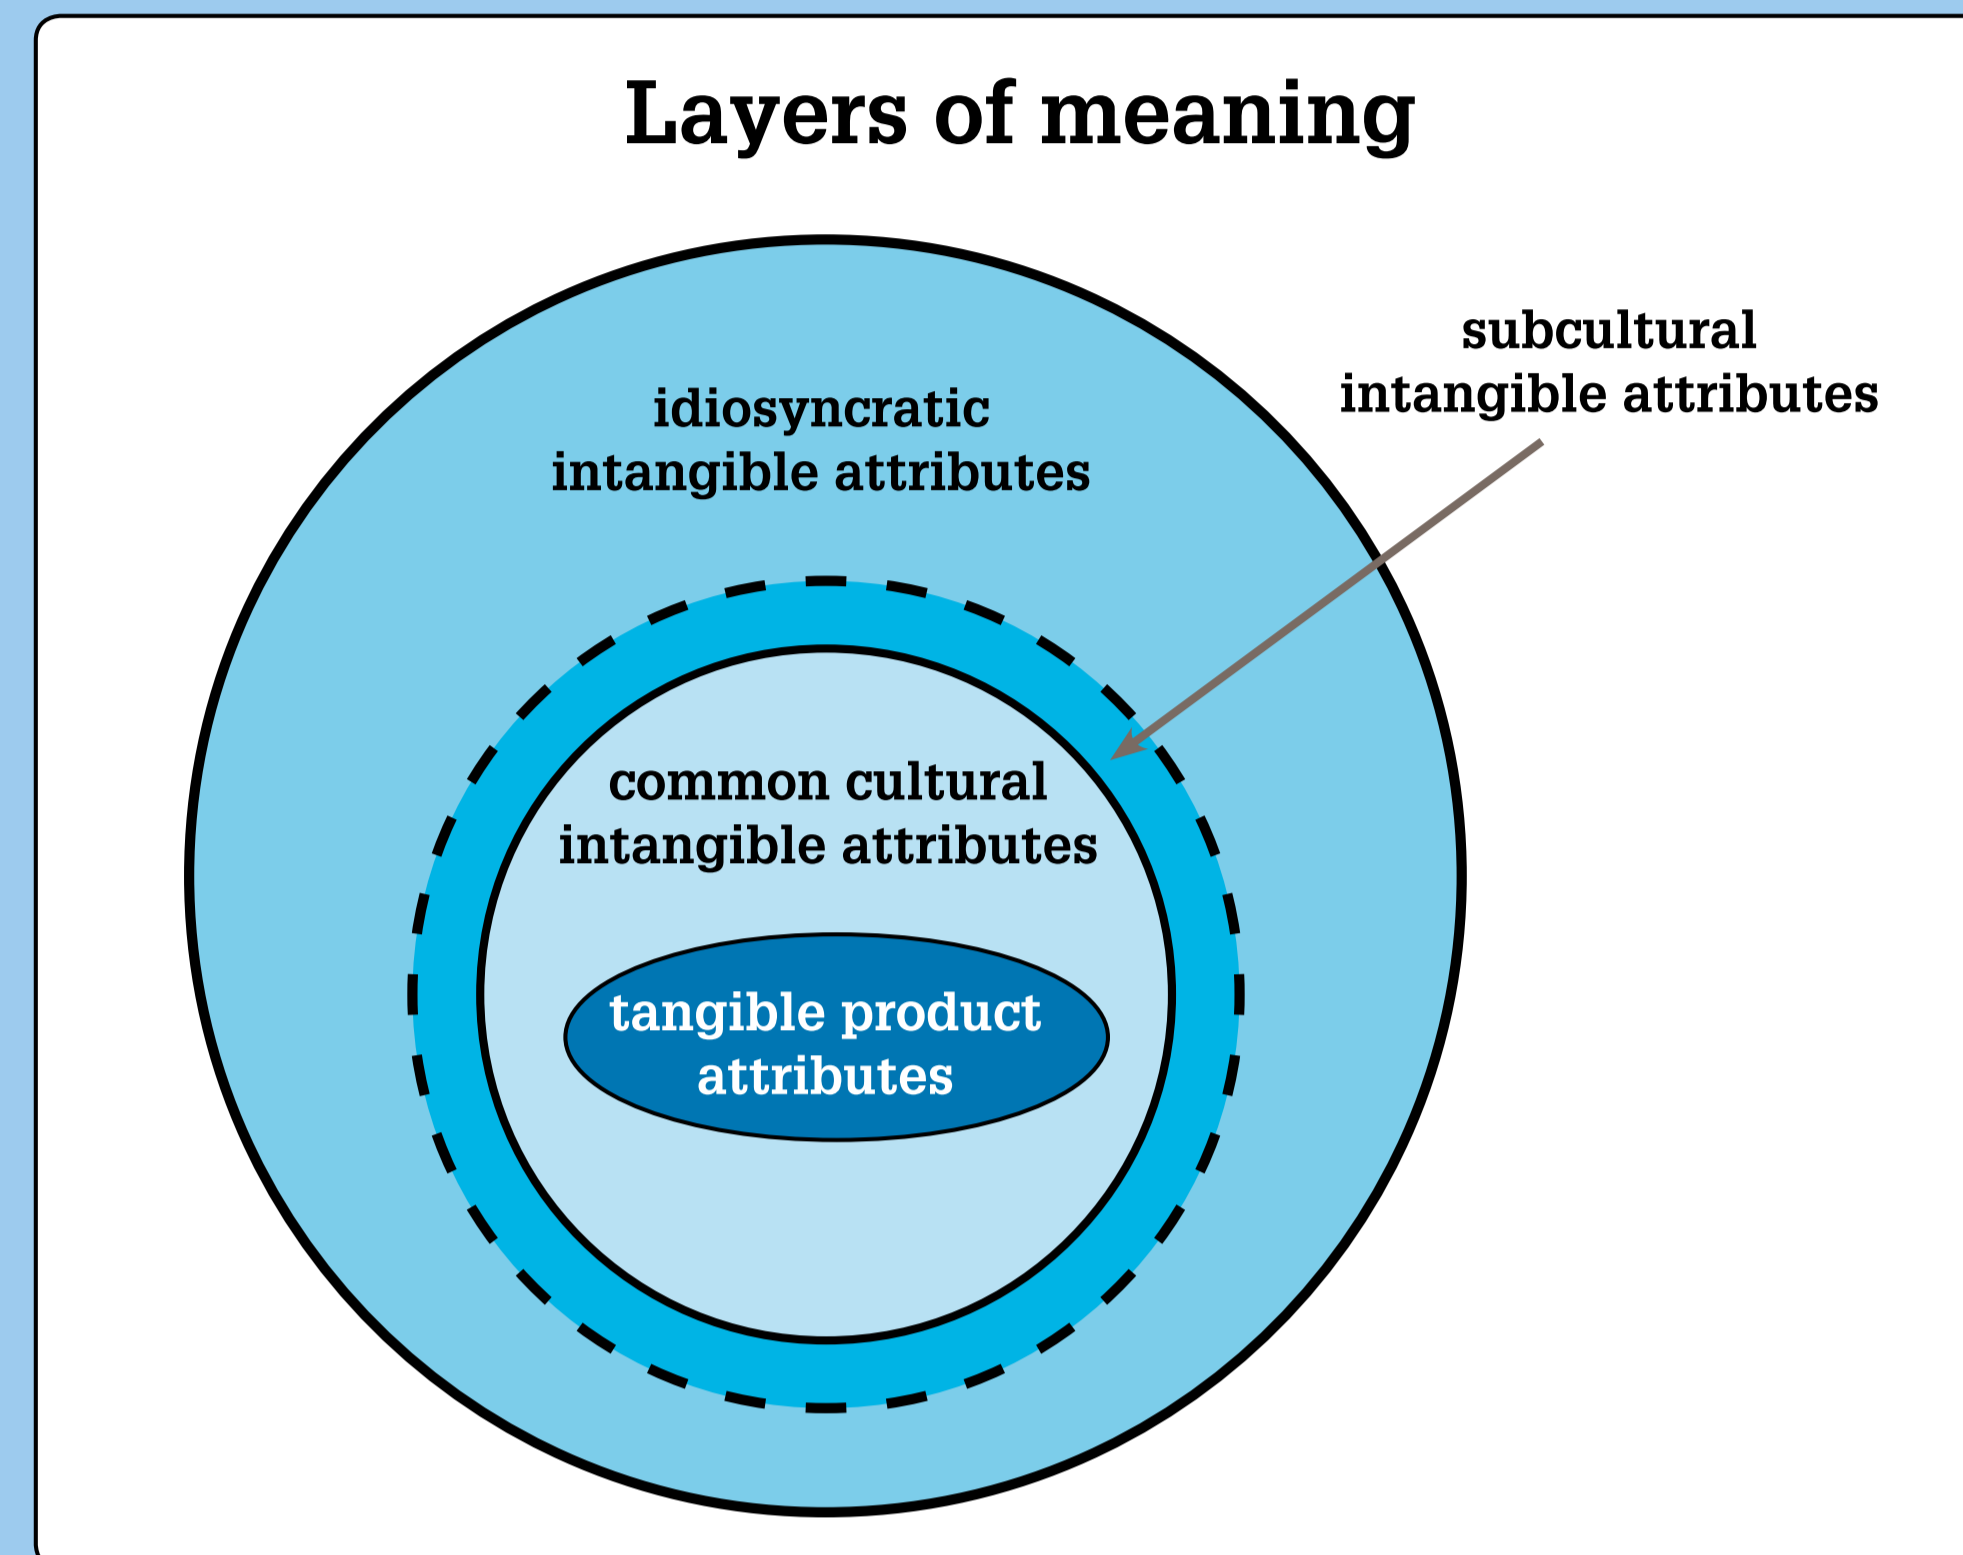 Layers of meaning
subcultural
intangible attributes
idiosyncratic
intangible attributes
common cultural
intangible attributes
tangible product
attributes